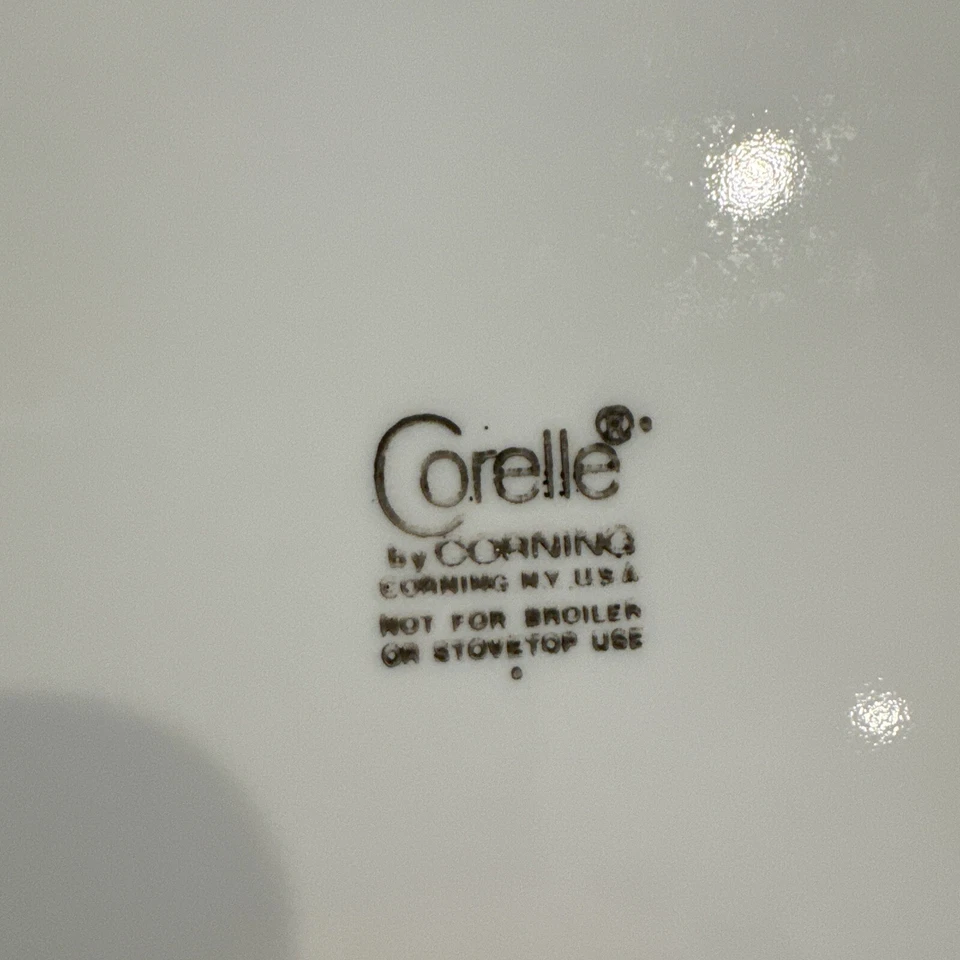 Corelle®
by CORNING
CORNING NY USA
NOT FOR BROILER
OR STOVETOP USE